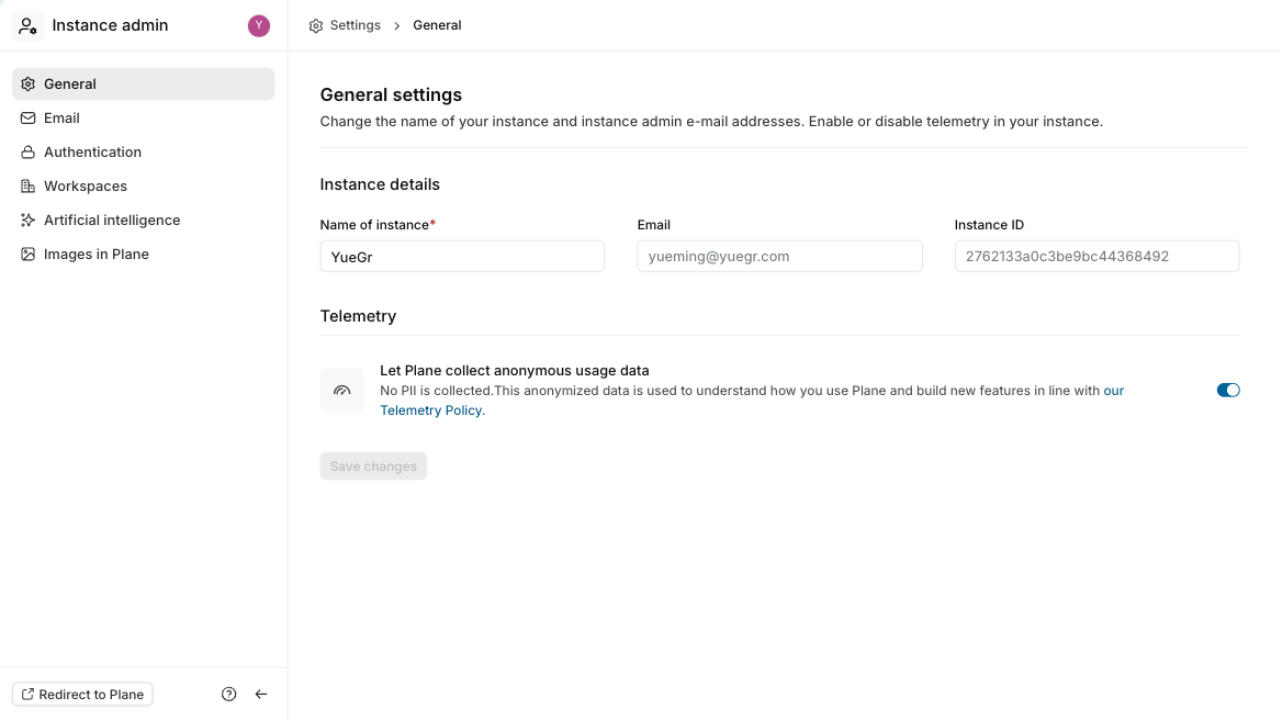 Instance admin
Y
General
Email
Authentication
Workspaces
Artificial intelligence
Images in Plane
Redirect to Plane
Settings
General
General settings
Change the name of your instance and instance admin e-mail addresses. Enable or disable telemetry in your instance.
Instance details
Name of instance*
YueGr
Email
yueming@yuegr.com
Instance ID
2762133a0c3be9bc44368492
Telemetry
Let Plane collect anonymous usage data
No PII is collected.This anonymized data is used to understand how you use Plane and build new features in line with our
Telemetry Policy.
Save changes